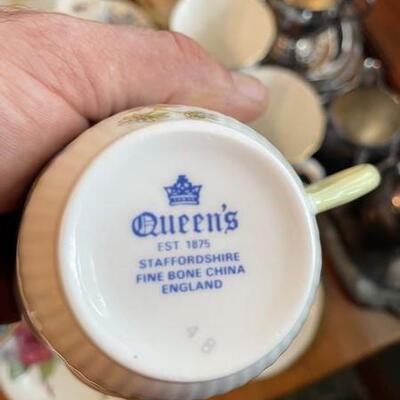 Queen's
EST. 1875
STAFFORDSHIRE
FINE BONE CHINA
ENGLAND
48